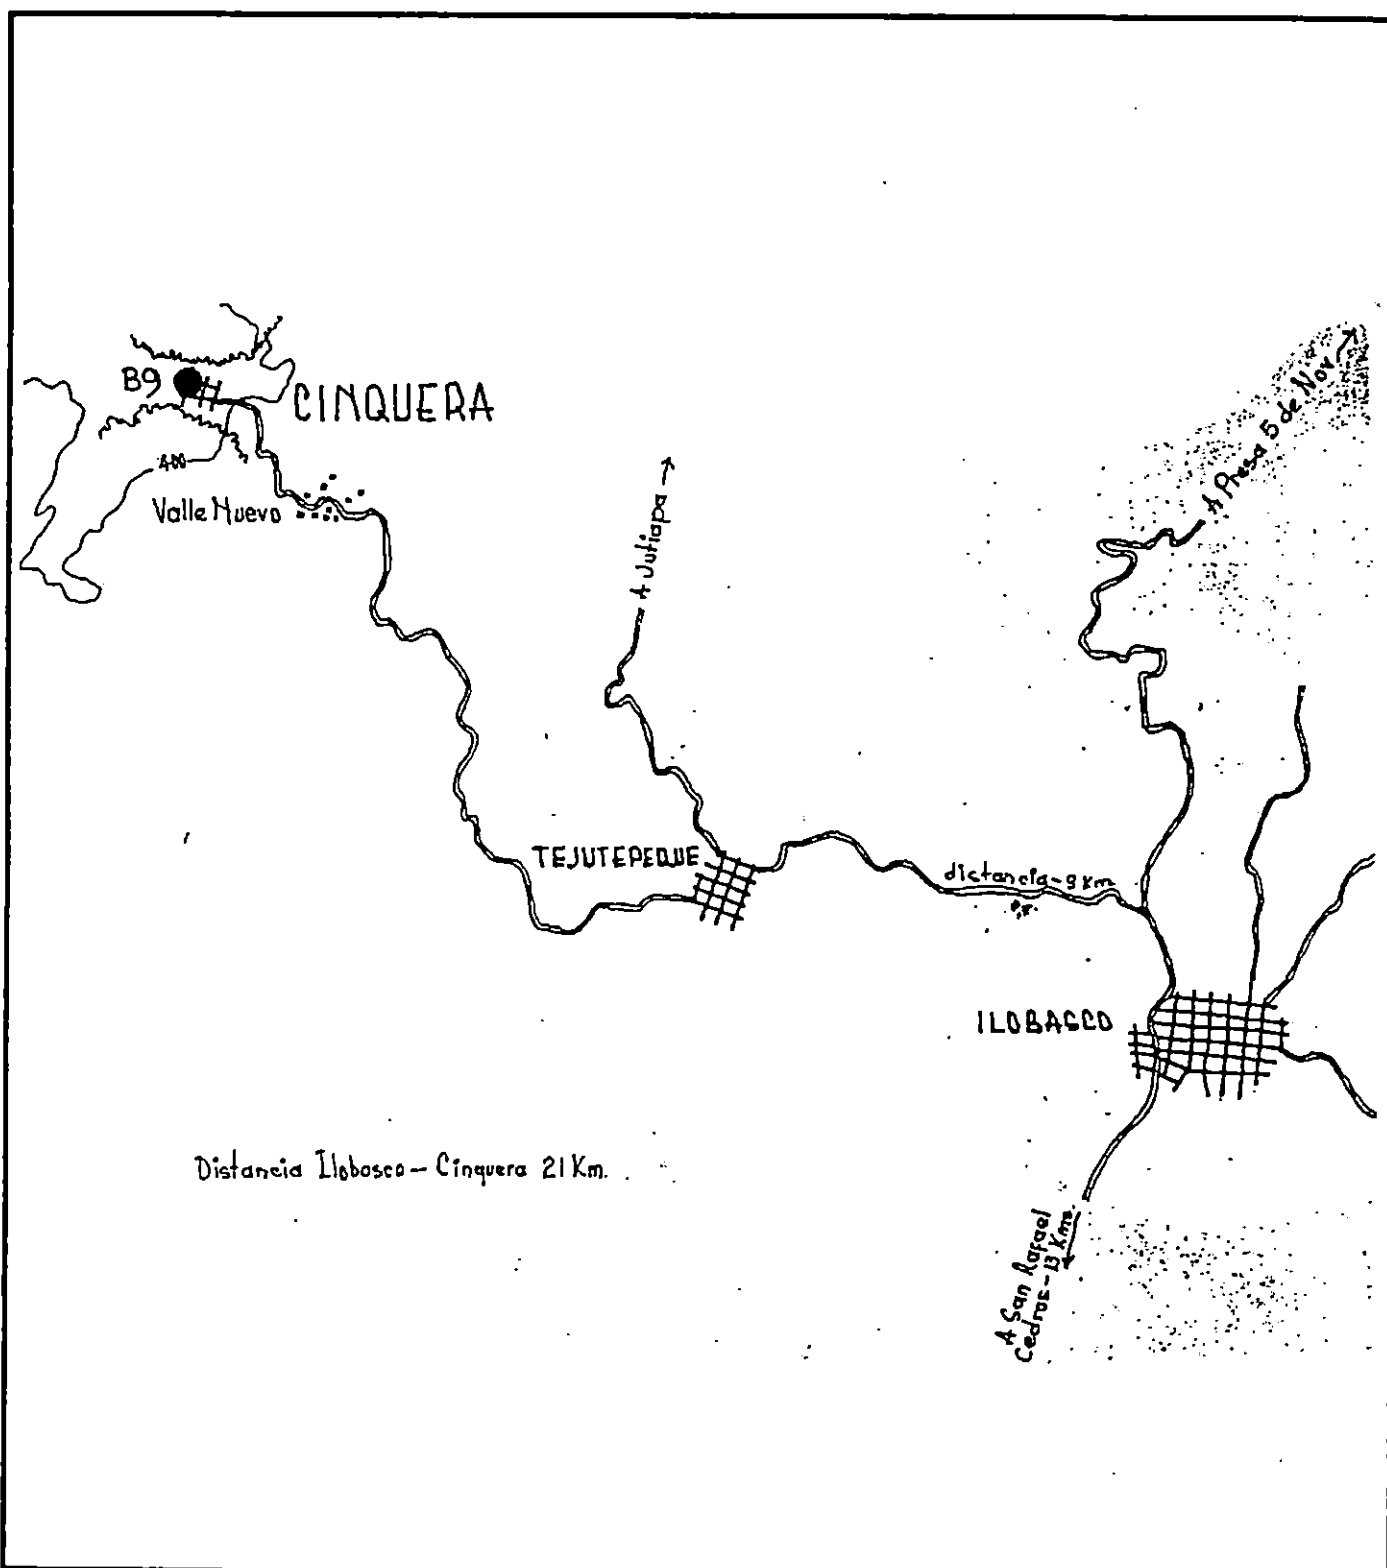 B9
CINQUERA
400
Valle Nuevo
A Jutiapa
A Presa 5 de Nov
TEJUTEPEQUE
distancia-9 Km
ILOBASCO
Distancia Ilobasco - Cinquera 21 Km.
A San Rafael
Cedros-13 Kms.